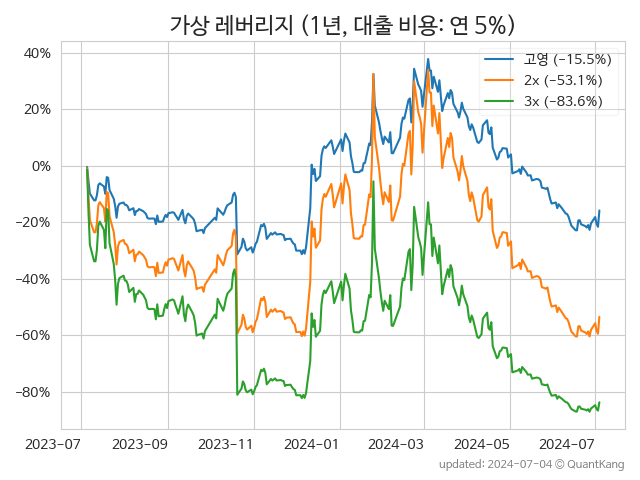 가상 레버리지 (1년, 대출 비용: 연 5%)
고영 (-15.5%)
2x (-53.1%)
3x (-83.6%)
40%
20%
0%
-20%
-40%
-60%
-80%
2023-07 2023-09 2023-11 2024-01 2024-03 2024-05 2024-07
updated: 2024-07-04 © QuantKang